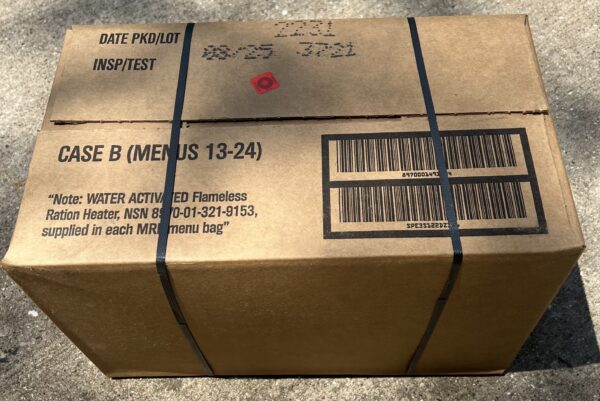 DATE PKD/LOT 2231
INSP/TEST 08/25 3721
CASE B (MENUS 13-24)
"Note: WATER ACTIVATED Flameless
Ration Heater, NSN 8970-01-321-9153,
supplied in each MRE menu bag"